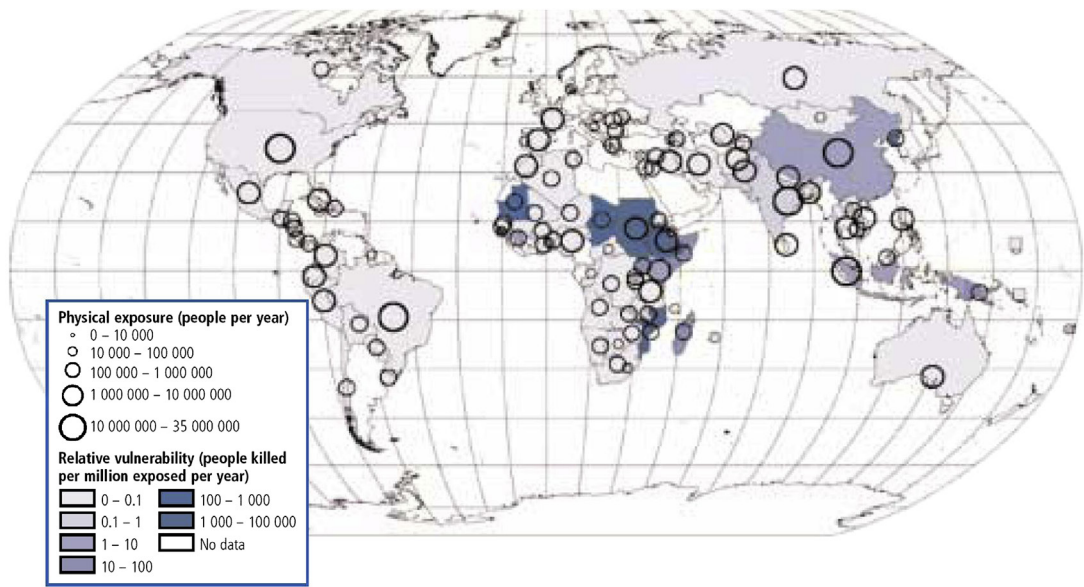 Physical exposure (people per year)
0 – 10 000
10 000 – 100 000
100 000 – 1 000 000
1 000 000 – 10 000 000
10 000 000 – 35 000 000
Relative vulnerability (people killed
per million exposed per year)
0 – 0.1
0.1 – 1
1 – 10
10 – 100
100 – 1 000
1 000 – 100 000
No data